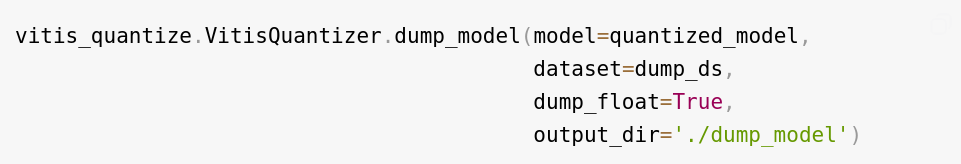 vitis_quantize.VitisQuantizer.dump_model(model=quantized_model,
dataset=dump_ds,
dump_float=True,
output_dir='./dump_model')